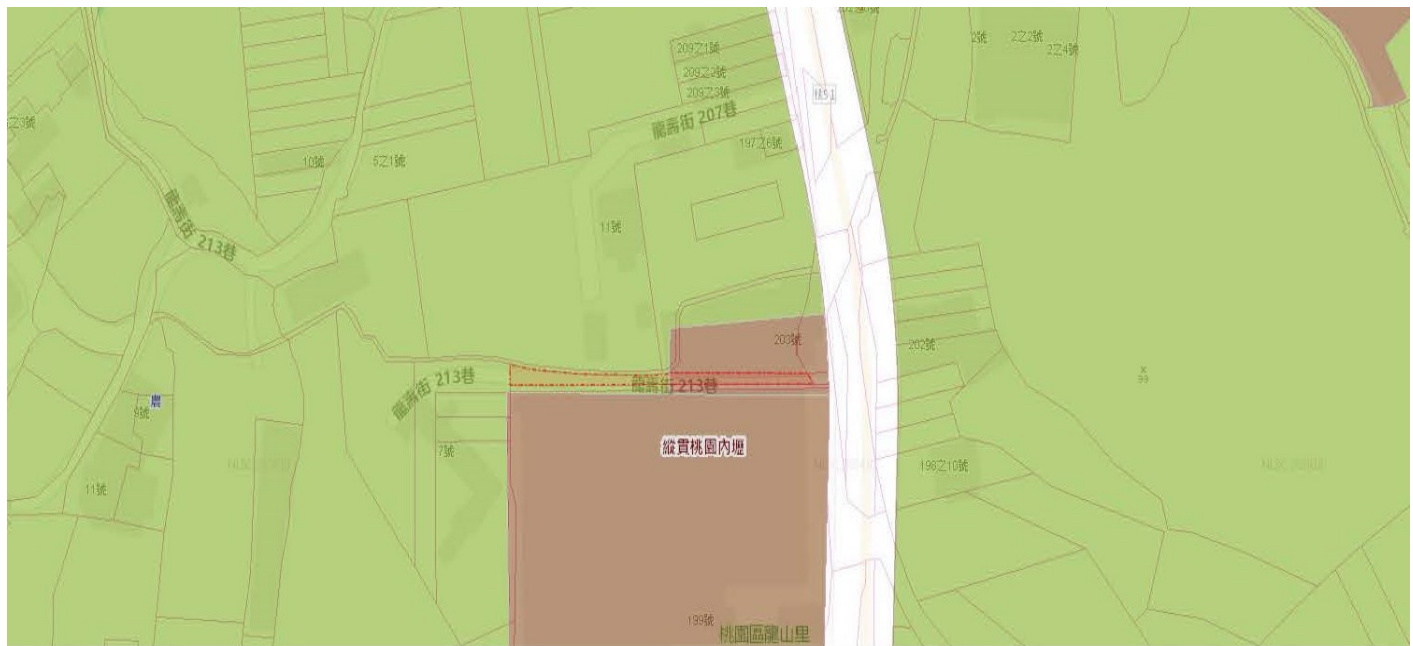 209之1號
2號
2之2號
2之4號
209之2號
209之3號
龍壽街 207巷
197之6號
10號
5之1號
龍壽街 213巷
11號
203號
202號
99
龍壽街 213巷
龍壽街 213巷
農
9號
7號
縱貫桃園內壢
198之10號
11號
199號
桃園區龍山里